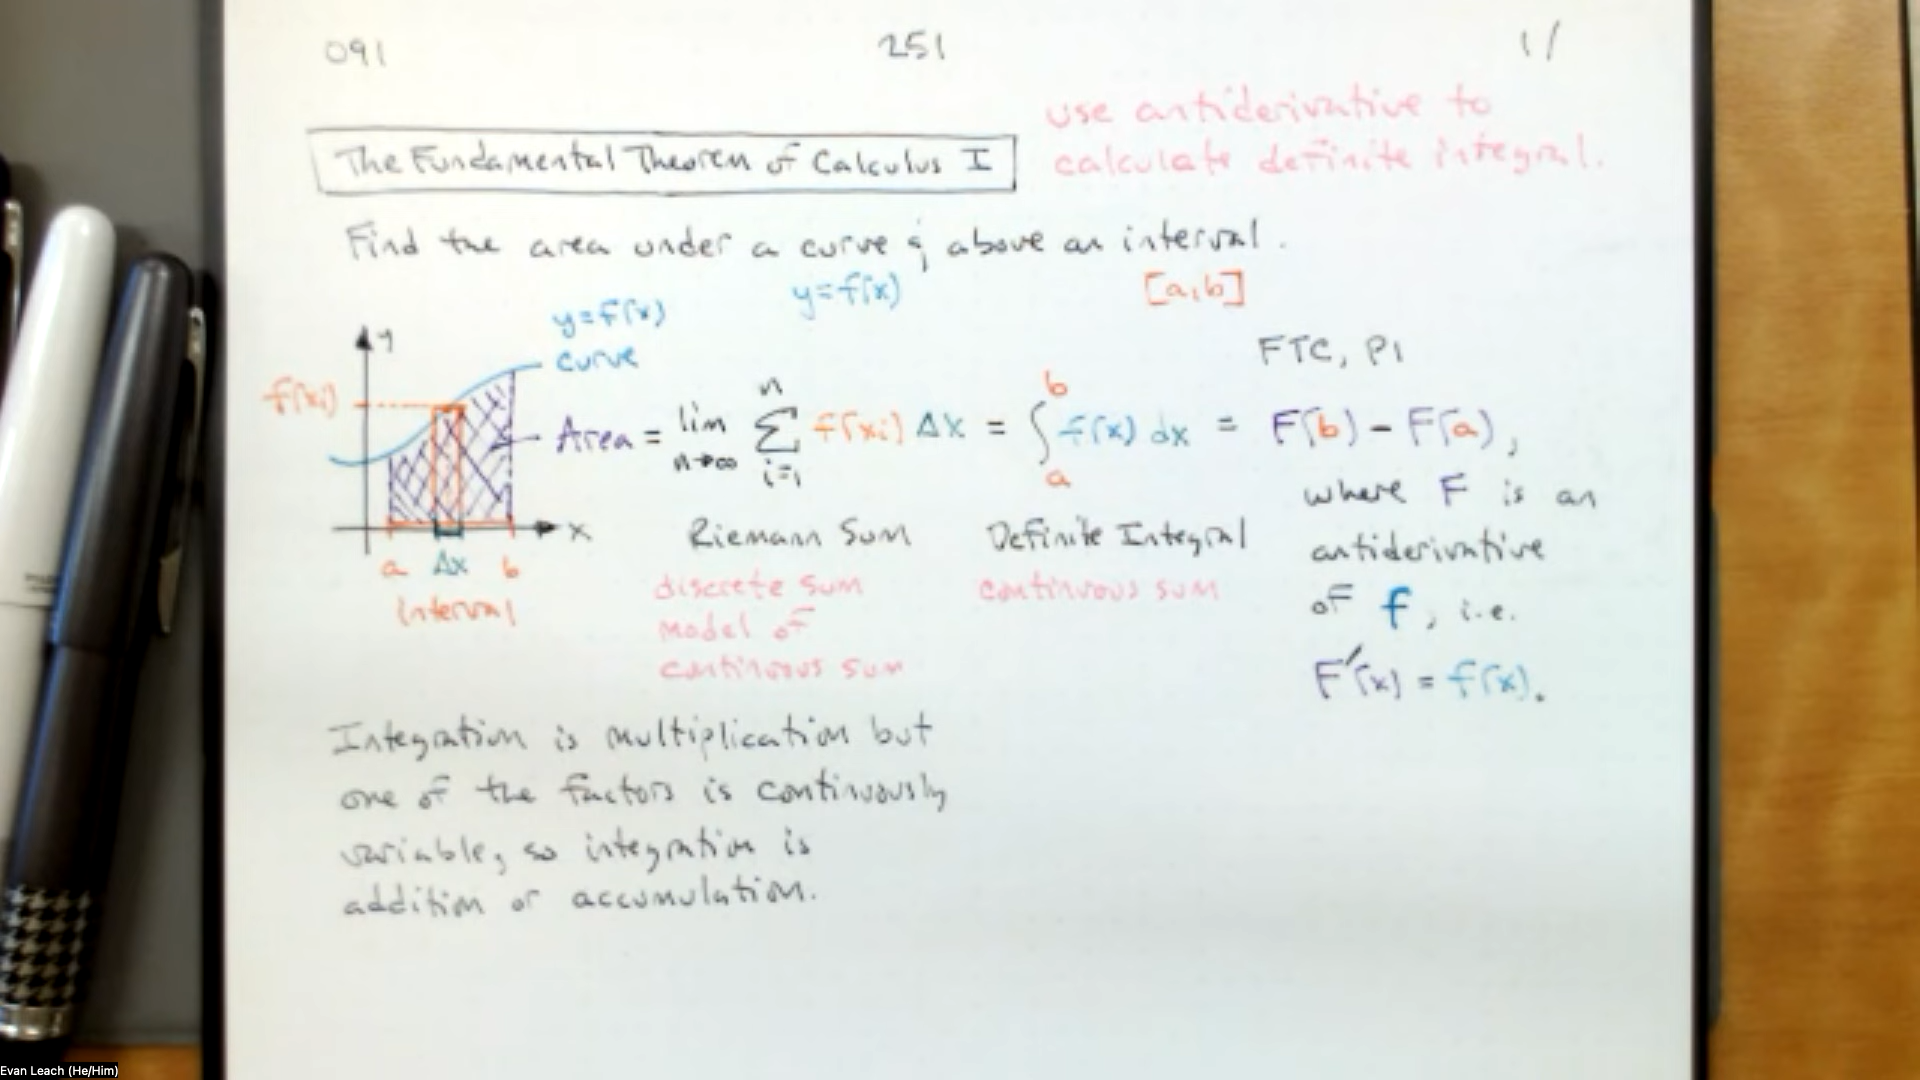 091 251 1/
use antiderivative to
calculate definite integral.
The Fundamental Theorem of Calculus I
Find the area under a curve & above an interval.
y=f(x) [a,b]
y=f(x)
curve
y
f(xi)
FTC, P1
Area = lim n→∞ n Σ i=1 f(xi) Δx = ∫ b a f(x) dx = F(b) - F(a),
where F is an
antiderivative
of f, i.e.
F'(x) = f(x).
x
a Δx b
interval
Riemann Sum
discrete sum
model of
continuous sum
Definite Integral
continuous sum
Integration is multiplication but
one of the factors is continuously
variable, so integration is
addition or accumulation.
Evan Leach (He/Him)